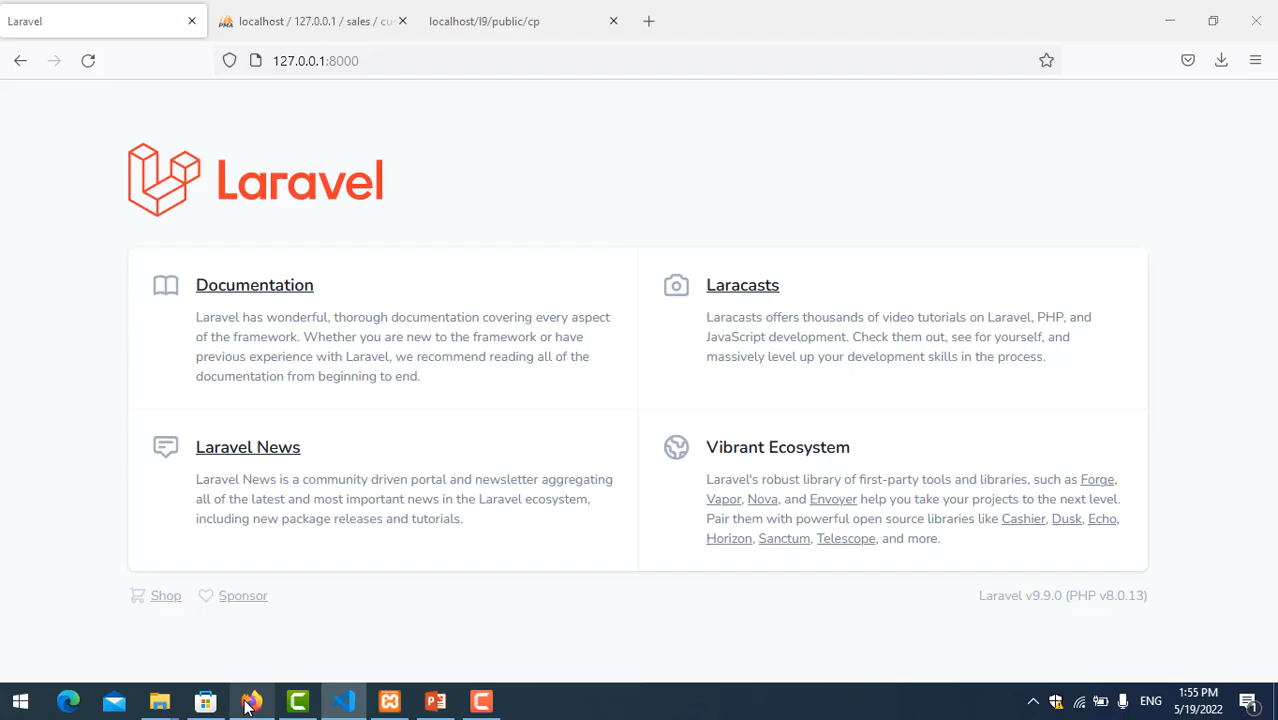 Laravel
localhost / 127.0.0.1 / sales / cu
localhost/l9/public/cp
127.0.0.1:8000
Laravel
Documentation
Laravel has wonderful, thorough documentation covering every aspect
of the framework. Whether you are new to the framework or have
previous experience with Laravel, we recommend reading all of the
documentation from beginning to end.
Laracasts
Laracasts offers thousands of video tutorials on Laravel, PHP, and
JavaScript development. Check them out, see for yourself, and
massively level up your development skills in the process.
Laravel News
Laravel News is a community driven portal and newsletter aggregating
all of the latest and most important news in the Laravel ecosystem,
including new package releases and tutorials.
Vibrant Ecosystem
Laravel's robust library of first-party tools and libraries, such as Forge,
Vapor, Nova, and Envoyer help you take your projects to the next level.
Pair them with powerful open source libraries like Cashier, Dusk, Echo,
Horizon, Sanctum, Telescope, and more.
Shop
Sponsor
Laravel v9.9.0 (PHP v8.0.13)
ENG
1:55 PM
5/19/2022
1